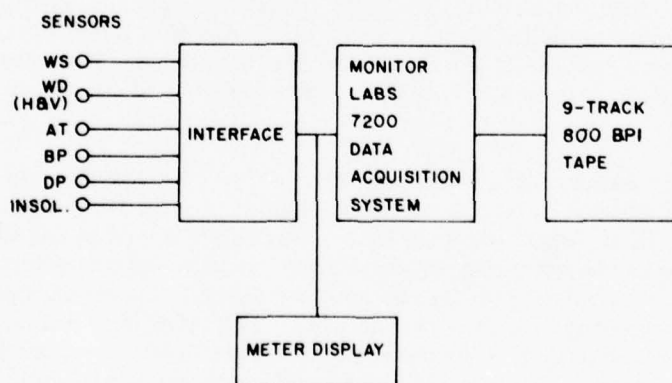 SENSORS
WS
WD
(H&V)
AT
BP
DP
INSOL.
INTERFACE
MONITOR
LABS
7200
DATA
ACQUISITION
SYSTEM
9-TRACK
800 BPI
TAPE
METER DISPLAY